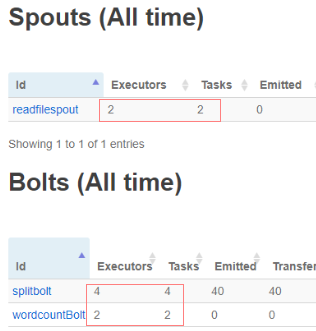 Spouts (All time)
Id Executors Tasks Emitted
readfilespout 2 2 0
Showing 1 to 1 of 1 entries
Bolts (All time)
Id Executors Tasks Emitted Transfer
splitbolt 4 4 40 40
wordcountBolt 2 2 0 0